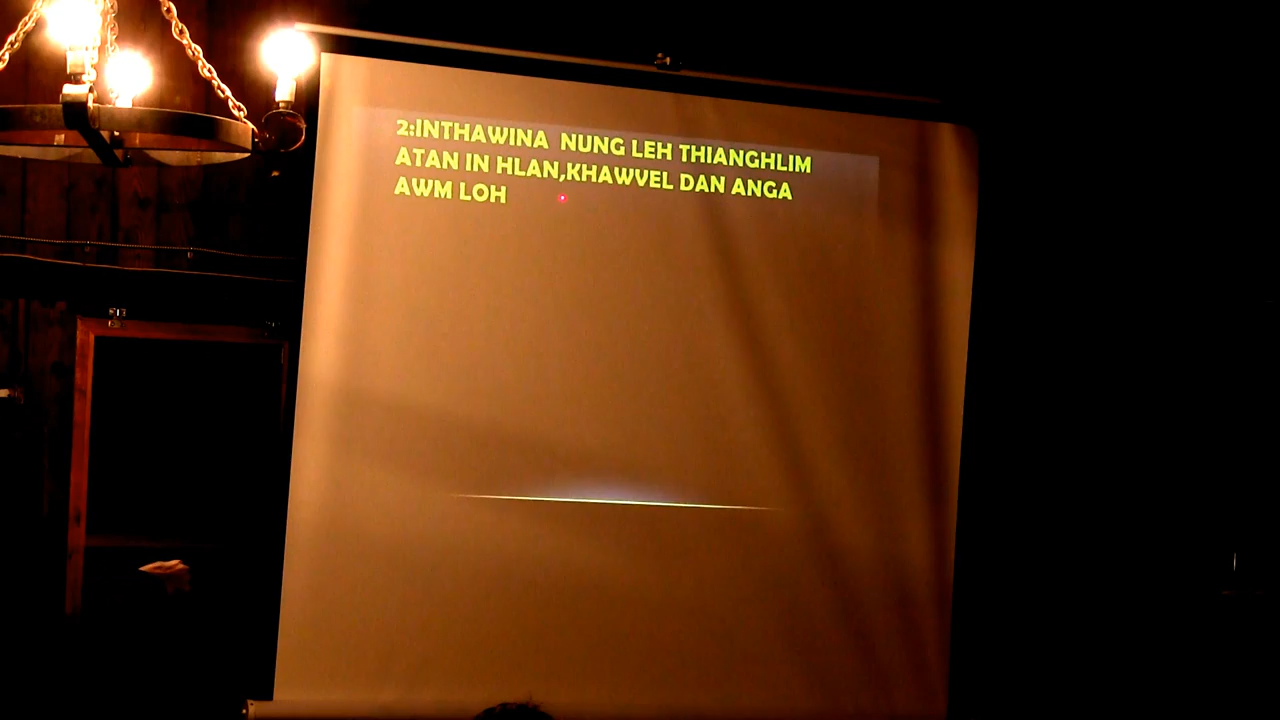 2:INTHAWINA NUNG LEH THIANGHLIM
ATAN IN HLAN,KHAWVEL DAN ANGA
AWM LOH